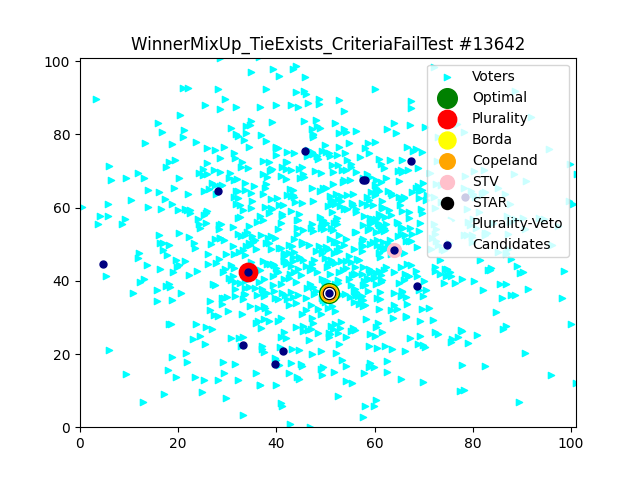 WinnerMixUp_TieExists_CriteriaFailTest #13642
100
80
60
40
20
0
0
20
40
60
80
100
Voters
Optimal
Plurality
Borda
Copeland
STV
STAR
Plurality-Veto
Candidates